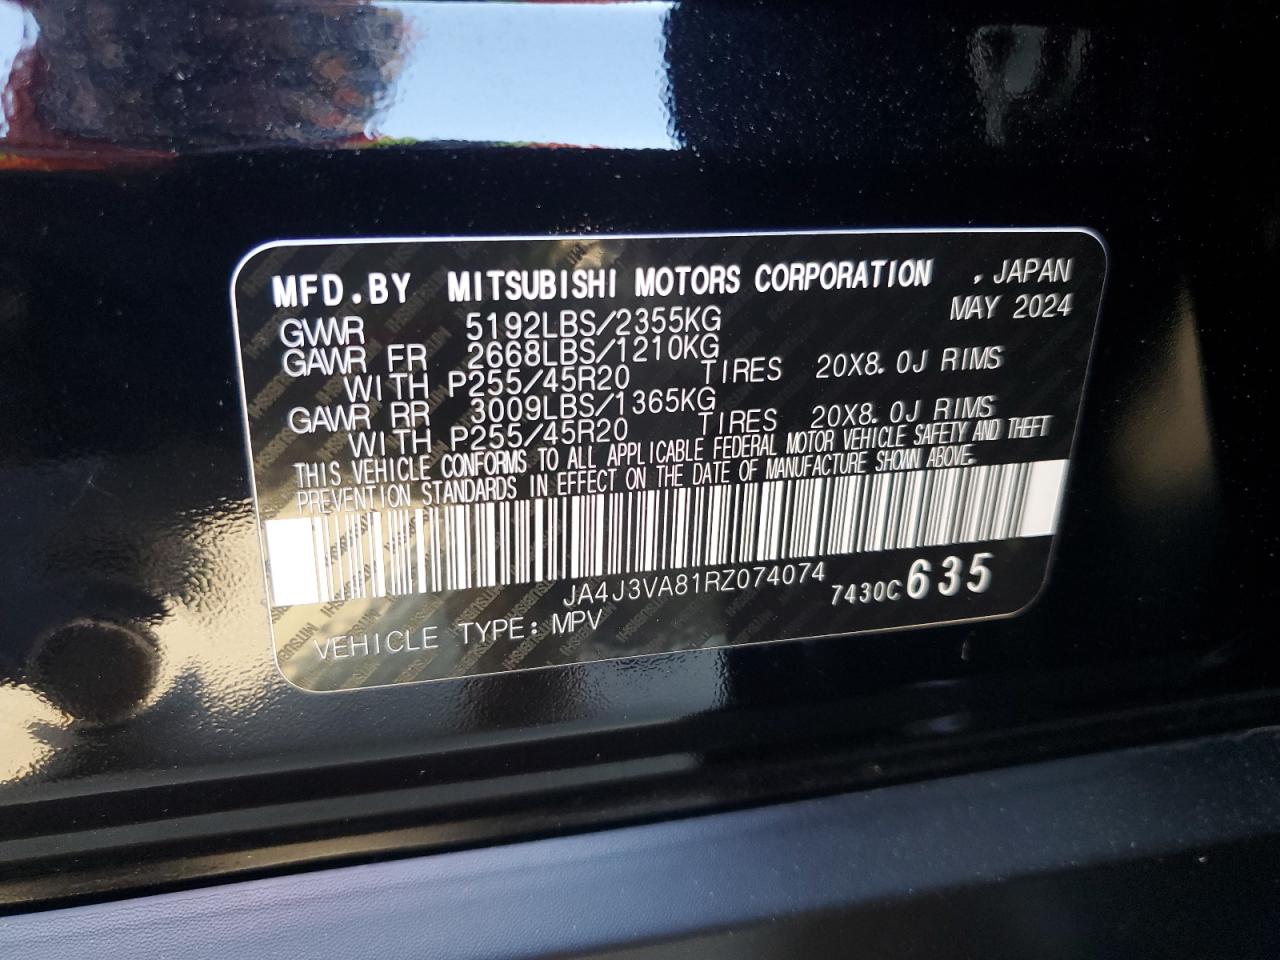 MFD.BY MITSUBISHI MOTORS CORPORATION , JAPAN
MAY 2024
GVWR 5192LBS/2355KG
GAWR FR 2668LBS/1210KG
WITH P255/45R20 TIRES 20X8.0J RIMS
GAWR RR 3009LBS/1365KG
WITH P255/45R20 TIRES 20X8.0J RIMS
THIS VEHICLE CONFORMS TO ALL APPLICABLE FEDERAL MOTOR VEHICLE SAFETY AND THEFT
PREVENTION STANDARDS IN EFFECT ON THE DATE OF MANUFACTURE SHOWN ABOVE.
JA4J3VA81RZ074074 7430C635
VEHICLE TYPE: MPV